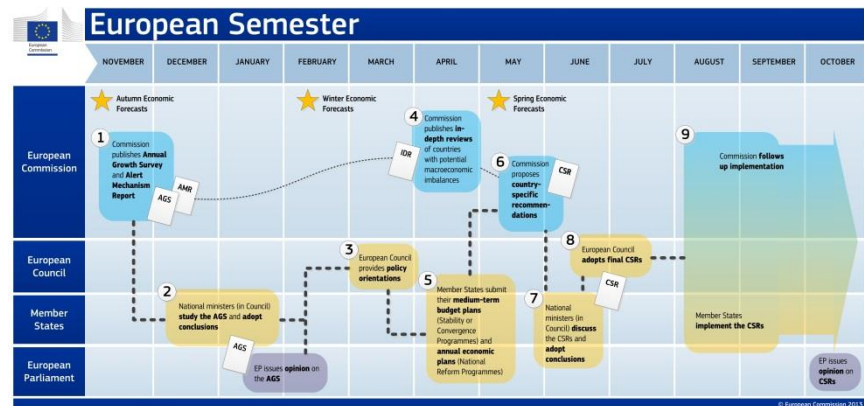 European
Commission
European Semester
NOVEMBER
DECEMBER
JANUARY
FEBRUARY
MARCH
APRIL
MAY
JUNE
JULY
AUGUST
SEPTEMBER
OCTOBER
European
Commission
European
Council
Member
States
European
Parliament
Autumn Economic
Forecasts
Winter Economic
Forecasts
Spring Economic
Forecasts
1
Commission
publishes Annual
Growth Survey
and Alert
Mechanism
Report
AGS
AMR
2
National ministers (in Council)
study the AGS and adopt
conclusions
AGS
EP issues opinion on
the AGS
3
European Council
provides policy
orientations
IDR
4
Commission
publishes in-
depth reviews
of countries
with potential
macroeconomic
imbalances
5
Member States submit
their medium-term
budget plans
(Stability or
Convergence
Programmes) and
annual economic
plans (National
Reform Programmes)
6
Commission
proposes
country-
specific
recommen-
dations
CSR
7
National
ministers (in
Council) discuss
the CSRs and
adopt
conclusions
8
European Council
adopts final CSRs
CSR
9
Commission follows
up implementation
Member States
implement the CSRs
EP issues
opinion on
CSRs
© European Commission 2013